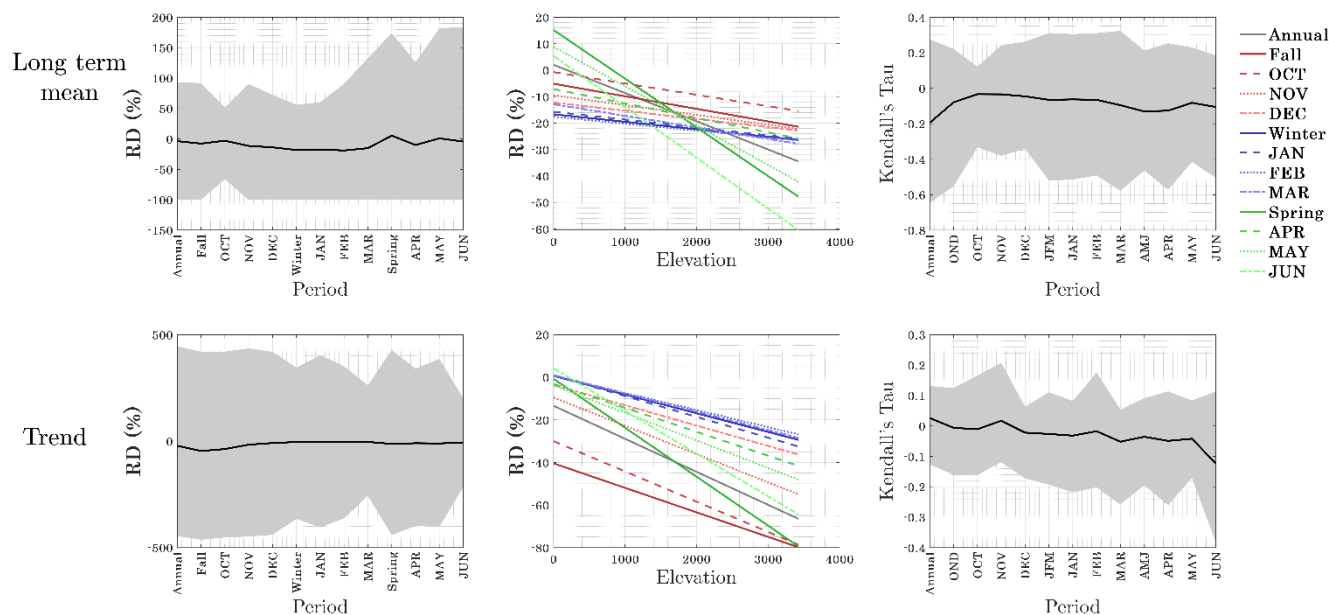 Long term
mean
RD (%)
200
150
100
50
0
-50
-100
-150
Annual
Fall
OCT
NOV
DEC
Winter
JAN
FEB
MAR
Spring
APR
MAY
JUN
Period
RD (%)
20
10
0
-10
-20
-30
-40
-50
-60
0 1000 2000 3000 4000
Elevation
Kendall's Tau
0.4
0.2
0
-0.2
-0.4
-0.6
-0.8
Annual
OND
OCT
NOV
DEC
JFM
JAN
FEB
MAR
AMJ
APR
MAY
JUN
Period
Annual
Fall
OCT
NOV
DEC
Winter
JAN
FEB
MAR
Spring
APR
MAY
JUN
Trend
RD (%)
500
0
-500
Annual
Fall
OCT
NOV
DEC
Winter
JAN
FEB
MAR
Spring
APR
MAY
JUN
Period
RD (%)
20
0
-20
-40
-60
-80
0 1000 2000 3000 4000
Elevation
Kendall's Tau
0.3
0.2
0.1
0
-0.1
-0.2
-0.3
-0.4
Annual
OND
OCT
NOV
DEC
JFM
JAN
FEB
MAR
AMJ
APR
MAY
JUN
Period